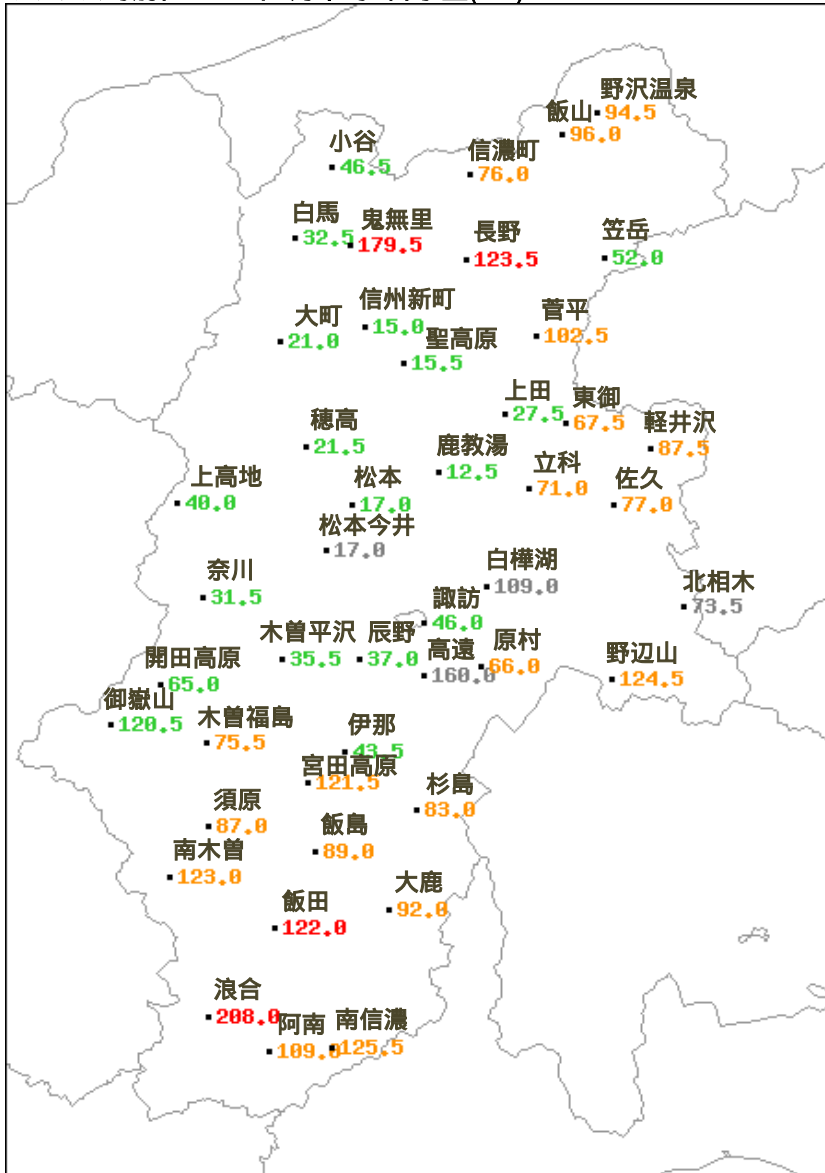 野沢温泉
94.5
飯山
96.0
小谷
46.5
信濃町
76.0
白馬
32.5
鬼無里
179.5
長野
123.5
笠岳
52.0
大町
21.0
信州新町
15.0
聖高原
15.5
菅平
102.5
上田
27.5
東御
67.5
軽井沢
87.5
穂高
21.5
鹿教湯
12.5
立科
71.0
佐久
77.0
上高地
40.0
松本
17.0
松本今井
17.0
白樺湖
109.0
北相木
73.5
奈川
31.5
諏訪
46.0
木曽平沢
35.5
辰野
37.0
高遠
160.0
原村
66.0
野辺山
124.5
開田高原
65.0
御嶽山
120.5
木曽福島
75.5
伊那
43.5
宮田高原
121.5
杉島
83.0
須原
87.0
飯島
89.0
南木曽
123.0
大鹿
92.0
飯田
122.0
浪合
208.0
阿南
109.0
南信濃
125.5